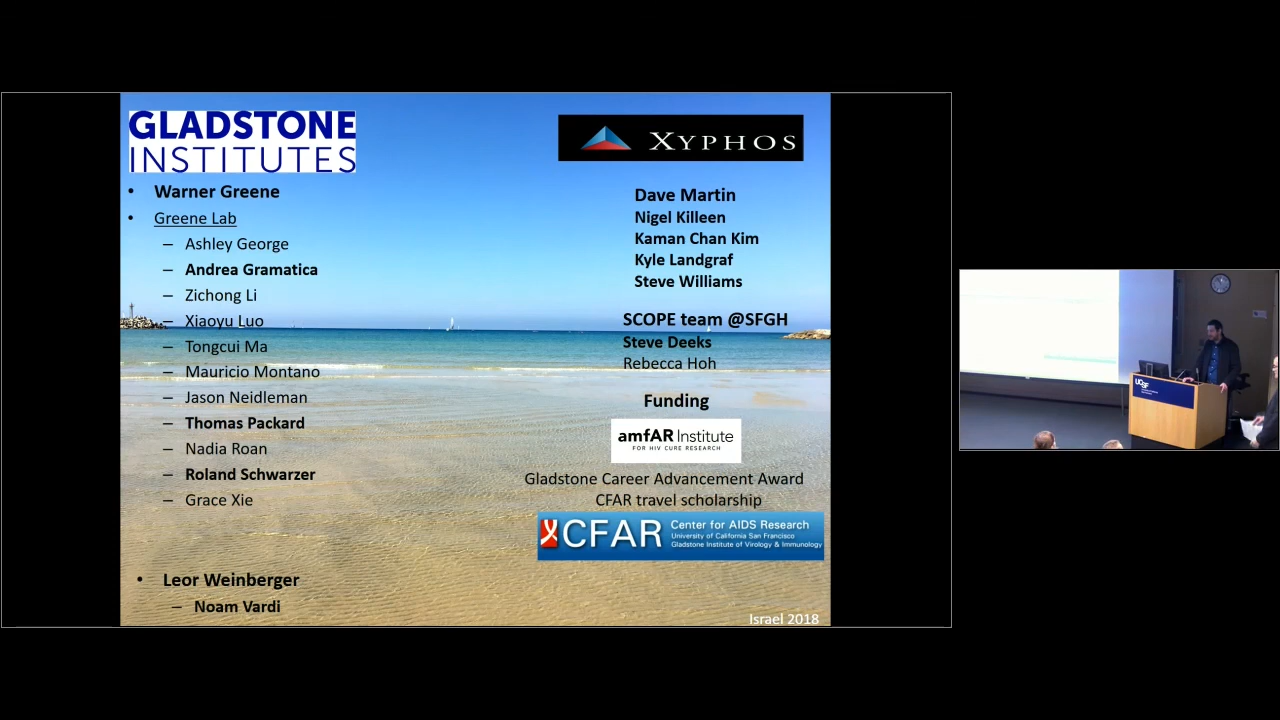 GLADSTONE
INSTITUTES
• Warner Greene
• Greene Lab
– Ashley George
– Andrea Gramatica
– Zichong Li
– Xiaoyu Luo
– Tongcui Ma
– Mauricio Montano
– Jason Neidleman
– Thomas Packard
– Nadia Roan
– Roland Schwarzer
– Grace Xie
• Leor Weinberger
– Noam Vardi
XYPHOS
Dave Martin
Nigel Killeen
Kaman Chan Kim
Kyle Landgraf
Steve Williams
SCOPE team @SFGH
Steve Deeks
Rebecca Hoh
Funding
amfAR Institute
FOR HIV CURE RESEARCH
Gladstone Career Advancement Award
CFAR travel scholarship
CFAR
Center for AIDS Research
University of California San Francisco
Gladstone Institute of Virology & Immunology
Israel 2018
UCSF